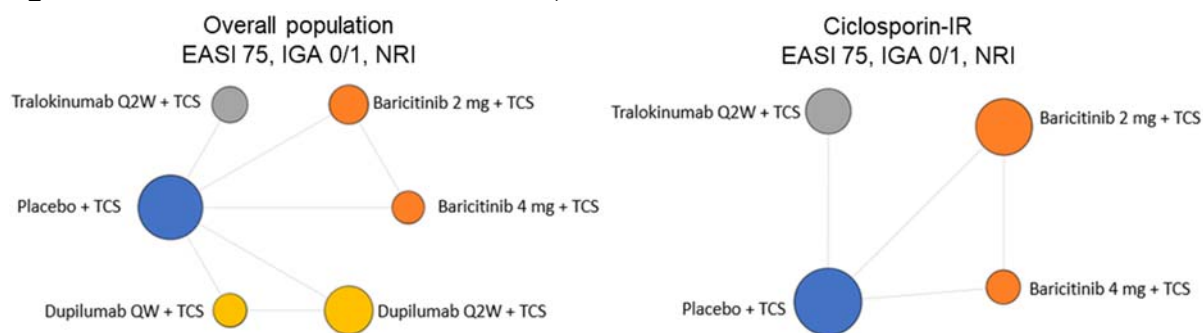 Overall population
EASI 75, IGA 0/1, NRI
Tralokinumab Q2W + TCS
Baricitinib 2 mg + TCS
Placebo + TCS
Baricitinib 4 mg + TCS
Dupilumab QW + TCS
Dupilumab Q2W + TCS
Ciclosporin-IR
EASI 75, IGA 0/1, NRI
Tralokinumab Q2W + TCS
Baricitinib 2 mg + TCS
Placebo + TCS
Baricitinib 4 mg + TCS